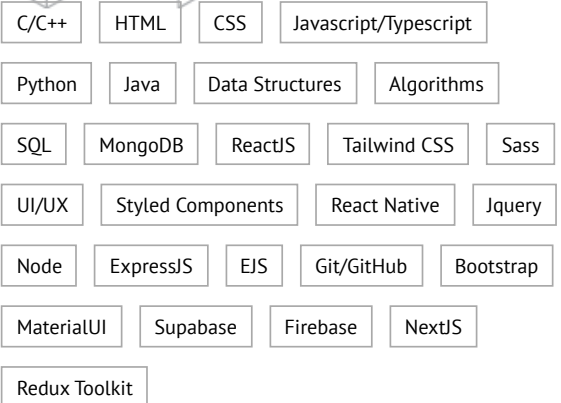 C/C++ HTML CSS Javascript/Typescript
Python Java Data Structures Algorithms
SQL MongoDB ReactJS Tailwind CSS Sass
UI/UX Styled Components React Native Jquery
Node ExpressJS EJS Git/GitHub Bootstrap
MaterialUI Supabase Firebase NextJS
Redux Toolkit